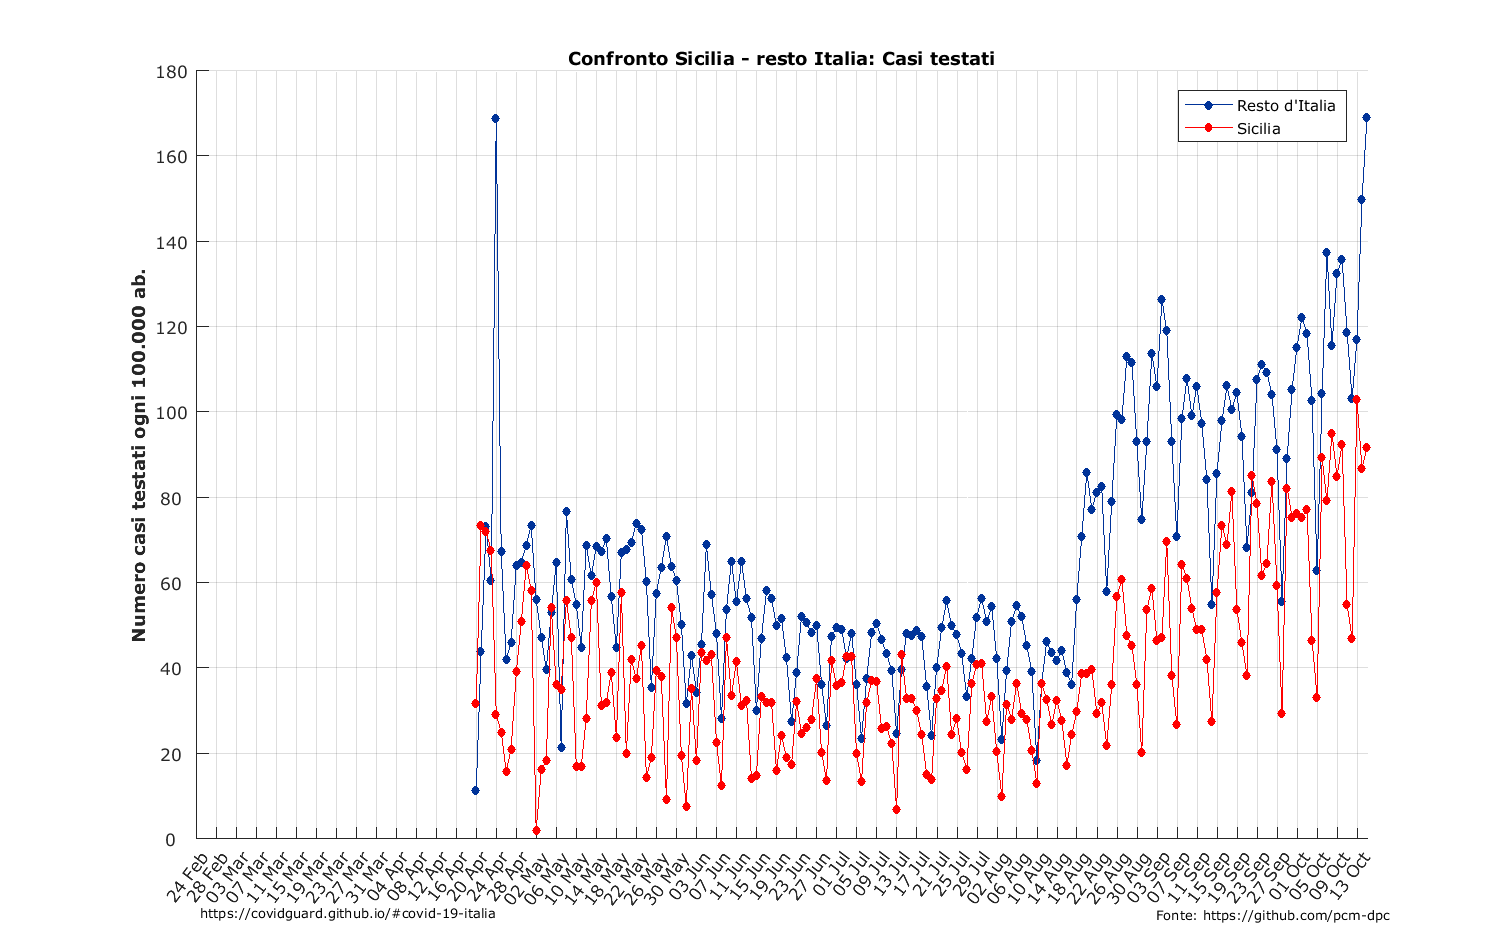 Confronto Sicilia - resto Italia: Casi testati
Resto d'Italia
Sicilia
Numero casi testati ogni 100.000 ab.
180
160
140
120
100
80
60
40
20
0
24 Feb
28 Feb
03 Mar
07 Mar
11 Mar
15 Mar
19 Mar
23 Mar
27 Mar
31 Mar
04 Apr
08 Apr
12 Apr
16 Apr
20 Apr
24 Apr
28 Apr
02 May
06 May
10 May
14 May
18 May
22 May
26 May
30 May
03 Jun
07 Jun
11 Jun
15 Jun
19 Jun
23 Jun
27 Jun
01 Jul
05 Jul
09 Jul
13 Jul
17 Jul
21 Jul
25 Jul
29 Jul
02 Aug
06 Aug
10 Aug
14 Aug
18 Aug
22 Aug
26 Aug
30 Aug
03 Sep
07 Sep
11 Sep
15 Sep
19 Sep
23 Sep
27 Sep
01 Oct
05 Oct
09 Oct
13 Oct
https://covidguard.github.io/#covid-19-italia
Fonte: https://github.com/pcm-dpc